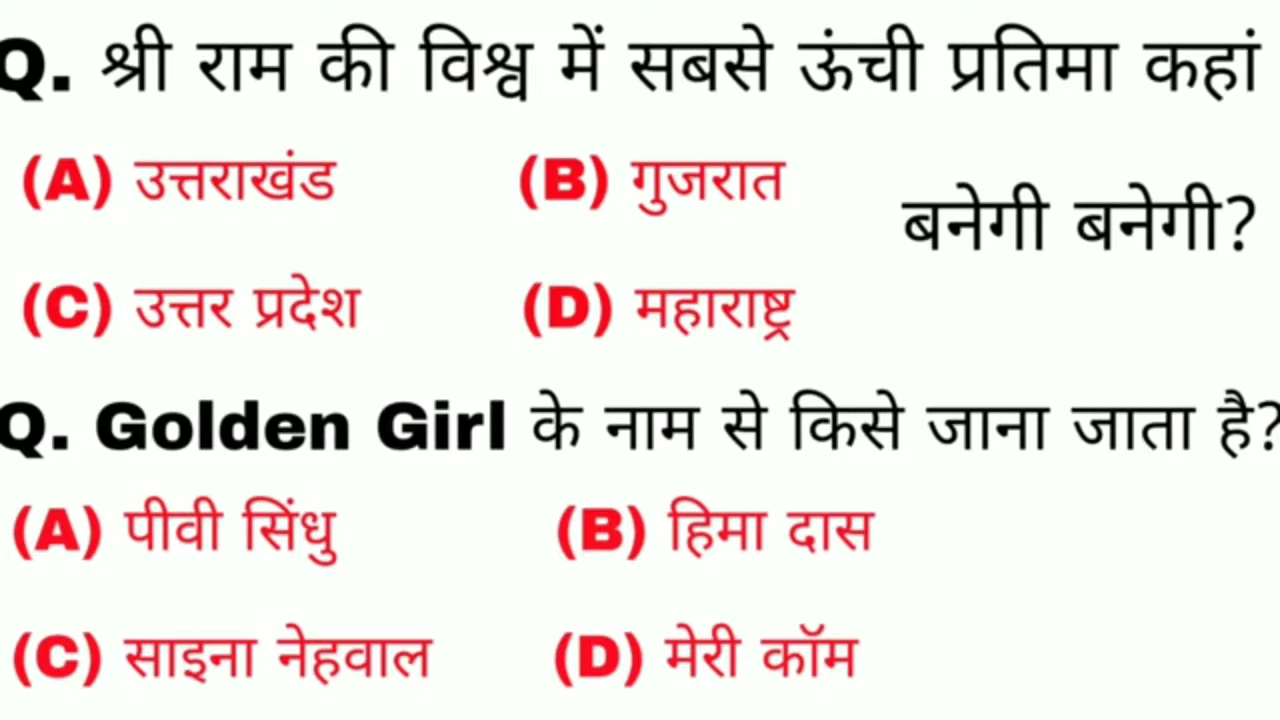 Q. श्री राम की विश्व में सबसे ऊंची प्रतिमा कहां
बनेगी बनेगी?
(A) उत्तराखंड (B) गुजरात
(C) उत्तर प्रदेश (D) महाराष्ट्र
Q. Golden Girl के नाम से किसे जाना जाता है?
(A) पीवी सिंधु (B) हिमा दास
(C) साइना नेहवाल (D) मेरी कॉम